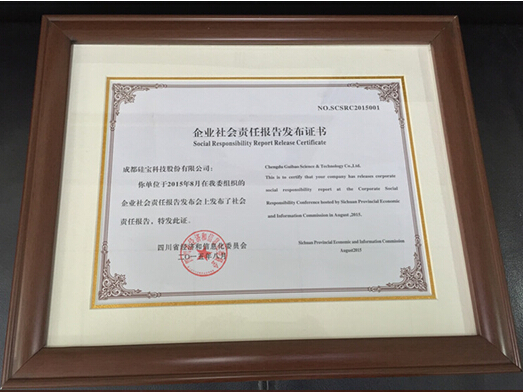 NO.SCSRC2015001
企业社会责任报告发布证书
Social Responsibility Report Release Certificate
成都硅宝科技股份有限公司：
你单位于2015年8月在我委组织的
企业社会责任报告发布会上发布了社会
责任报告，特发此证。
四川省经济和信息化委员会
二〇一五年八月
Chengdu Guibao Science & Technology Co.,Ltd.
This is to certify that your company has releases corporate
social responsibility report at the Corporate Social
Responsibility Conference hosted by Sichuan Provincial Economic
and Information Commission in August ,2015.
Sichuan Provincial Economic and Information Commission
August2015